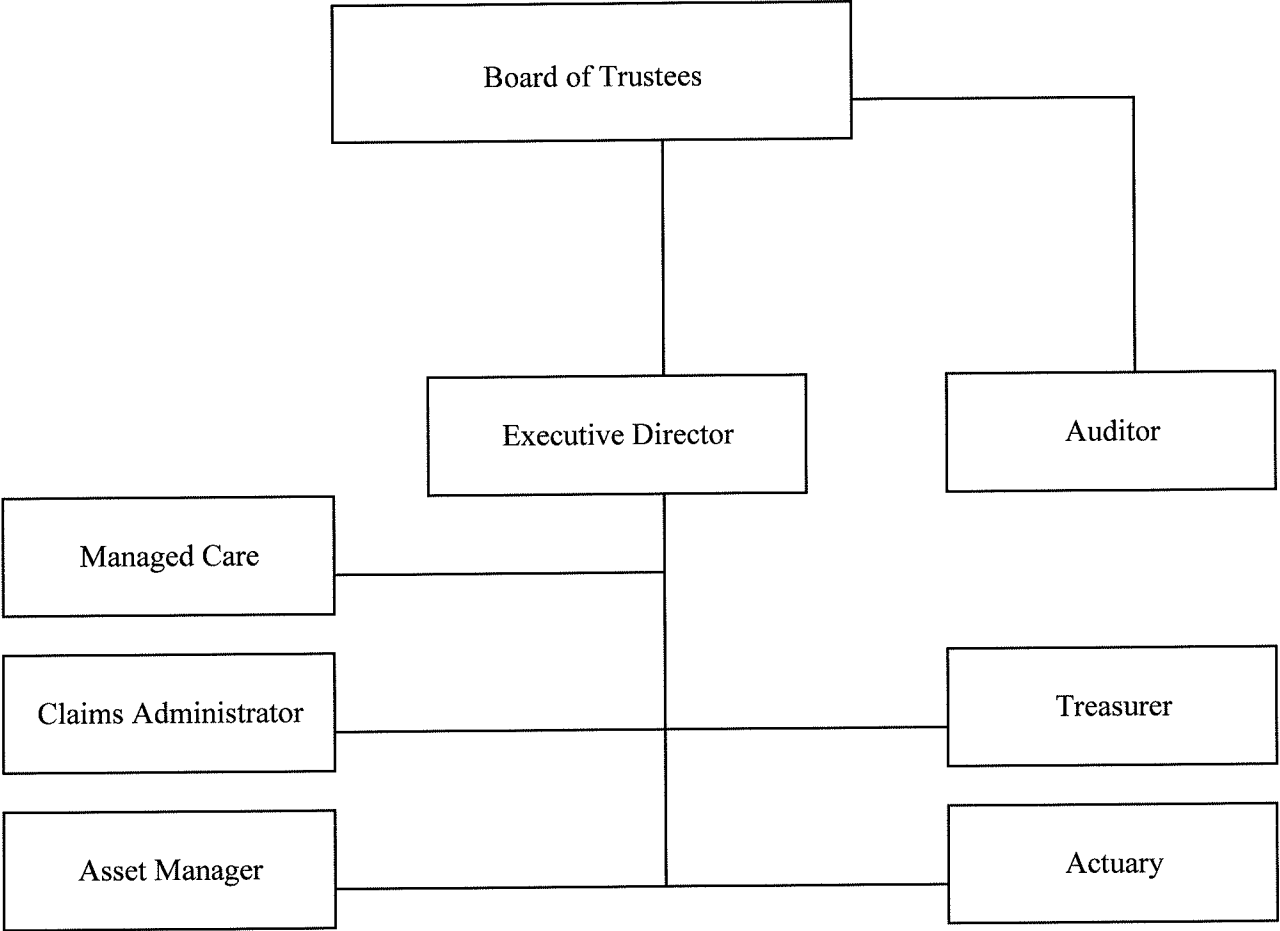 Board of Trustees
Executive Director
Auditor
Managed Care
Claims Administrator
Treasurer
Asset Manager
Actuary